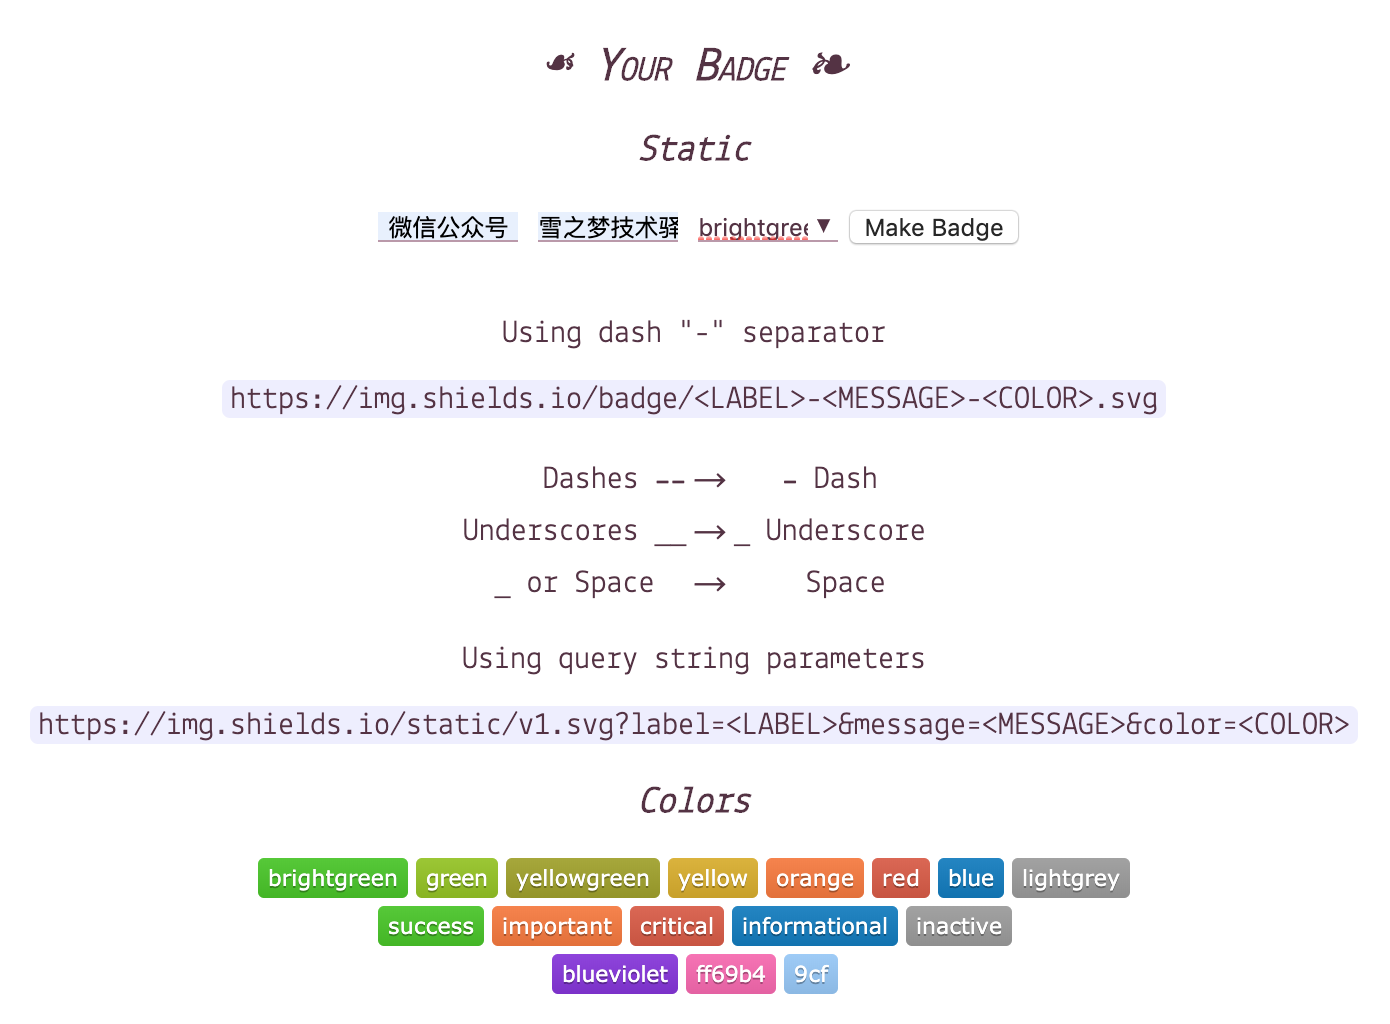 ☙ Your Badge ❧
Static
微信公众号 雪之梦技术驿 brightgree ▼ Make Badge
Using dash "-" separator
https://img.shields.io/badge/<LABEL>-<MESSAGE>-<COLOR>.svg
Dashes -- → - Dash
Underscores __ → _ Underscore
_ or Space → Space
Using query string parameters
https://img.shields.io/static/v1.svg?label=<LABEL>&message=<MESSAGE>&color=<COLOR>
Colors
brightgreen green yellowgreen yellow orange red blue lightgrey
success important critical informational inactive
blueviolet ff69b4 9cf